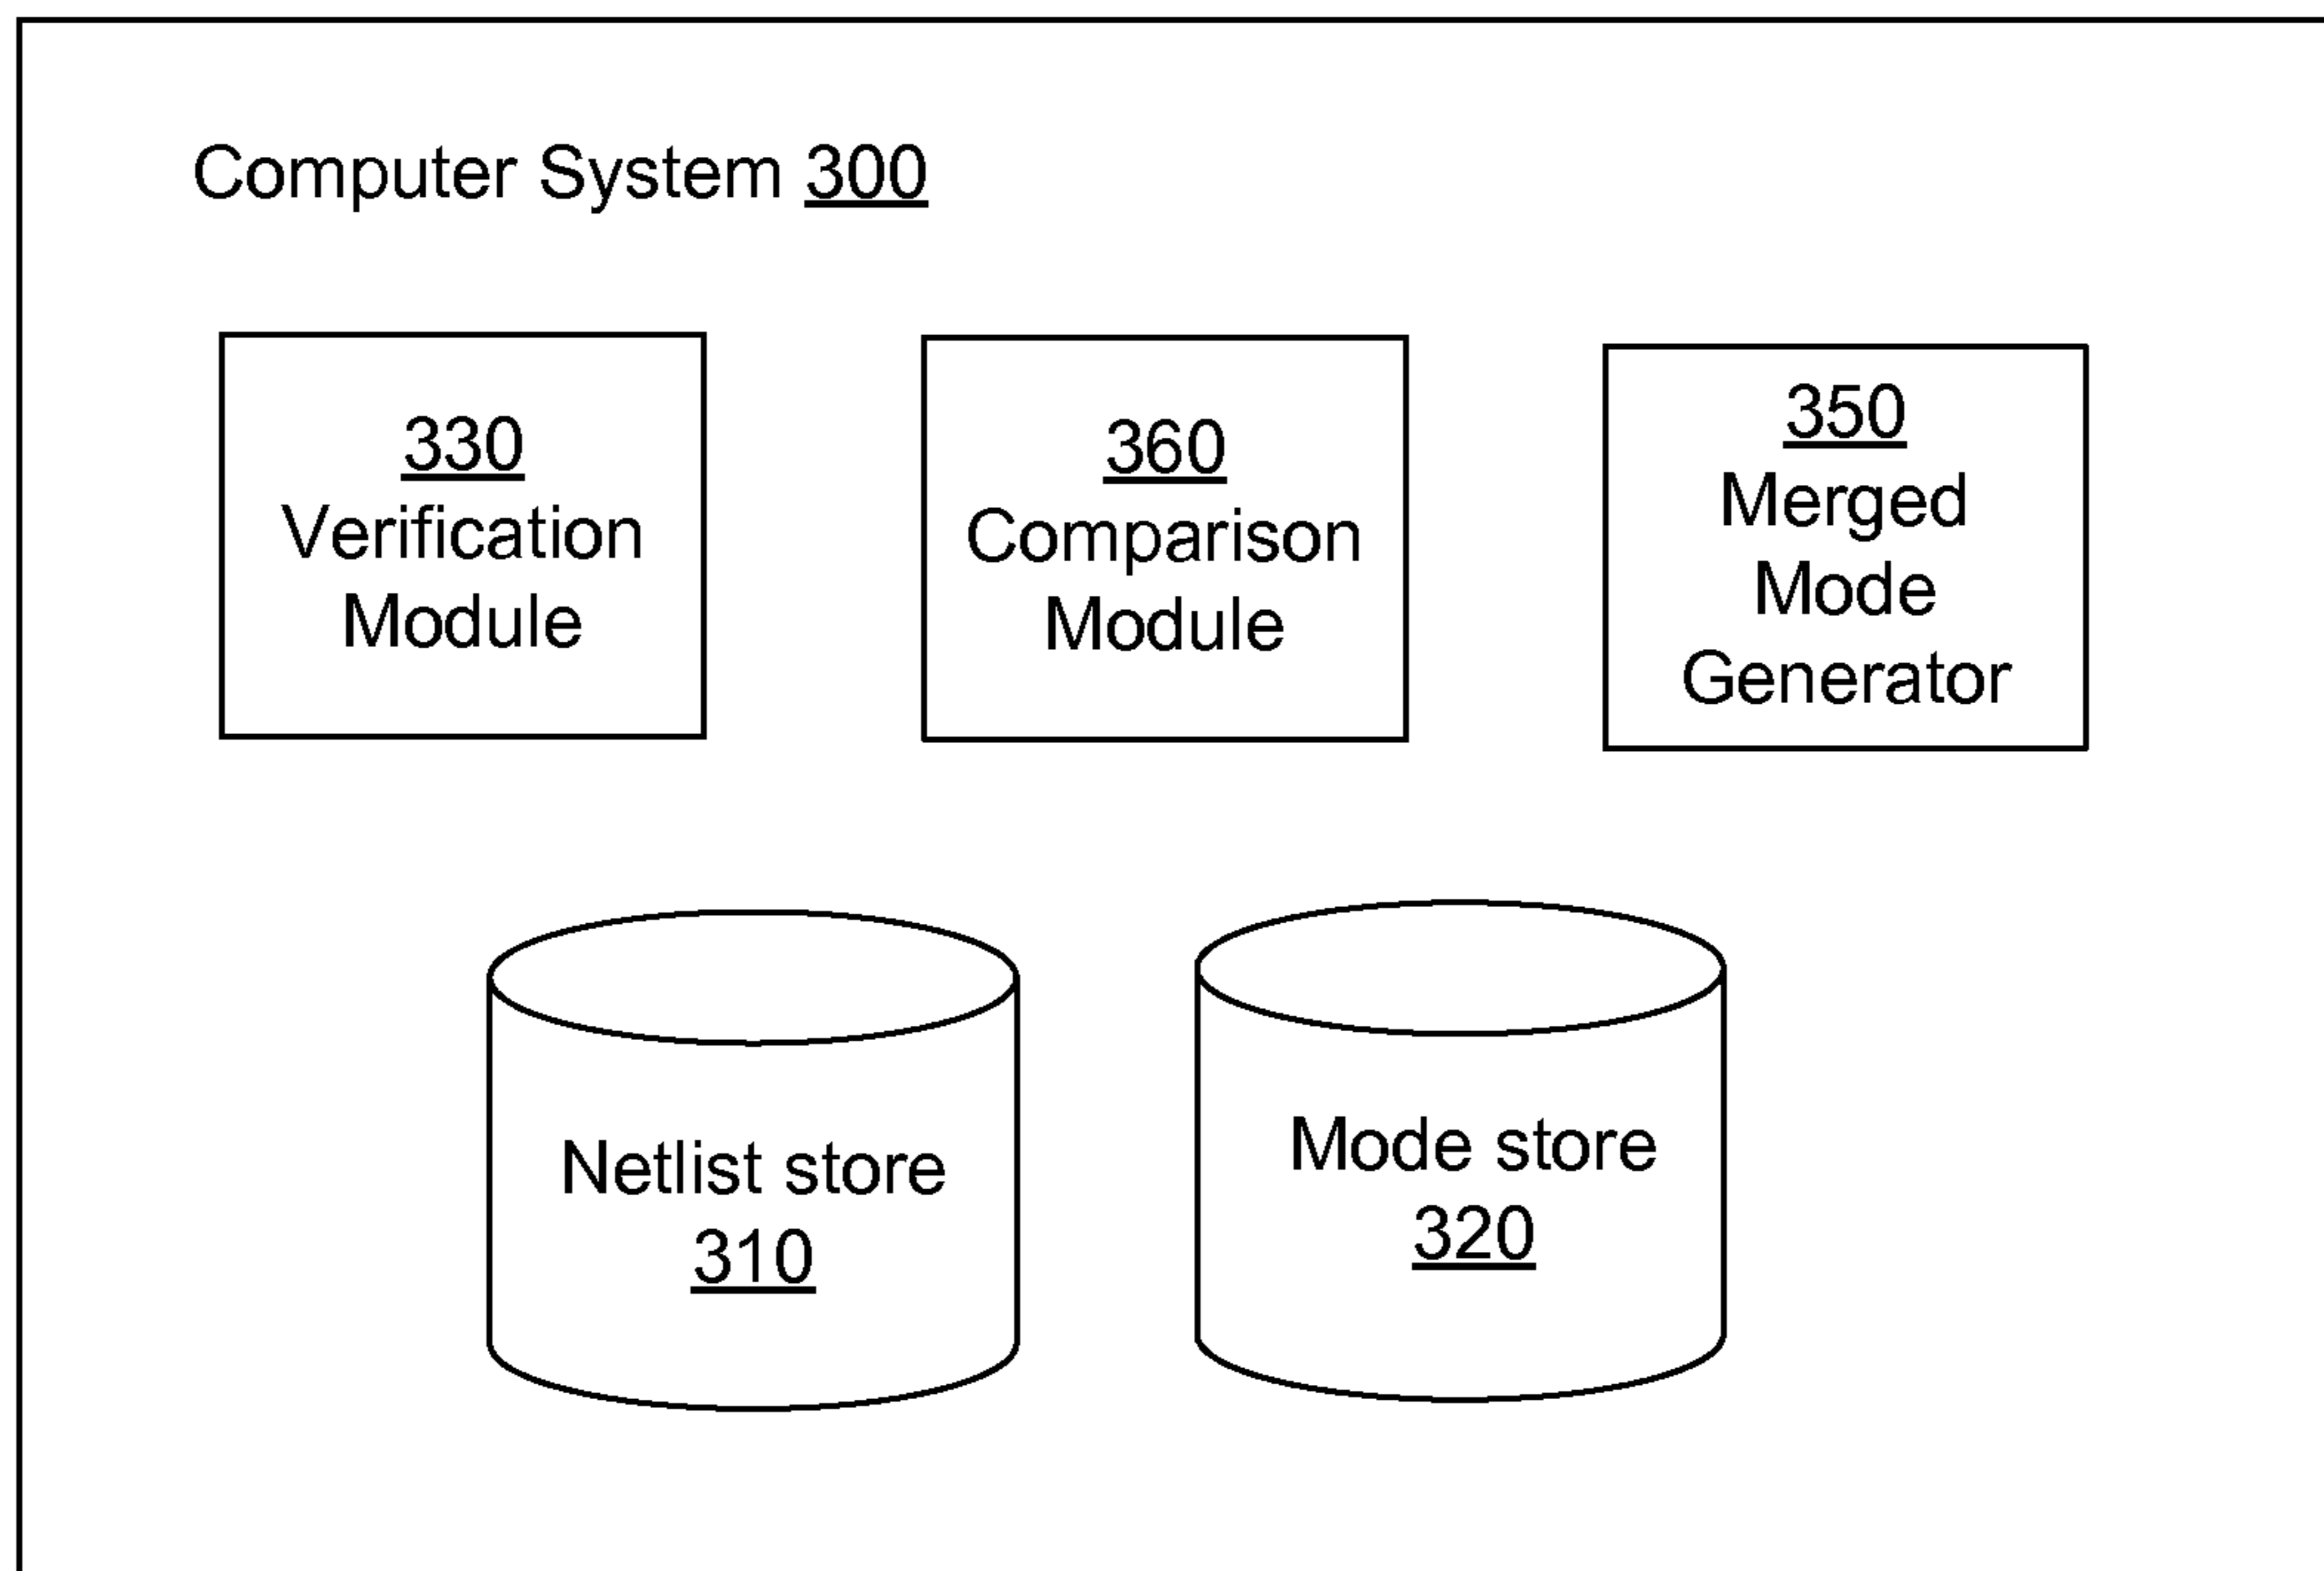 Computer System 300
330
Verification
Module
360
Comparison
Module
350
Merged
Mode
Generator
Netlist store
310
Mode store
320